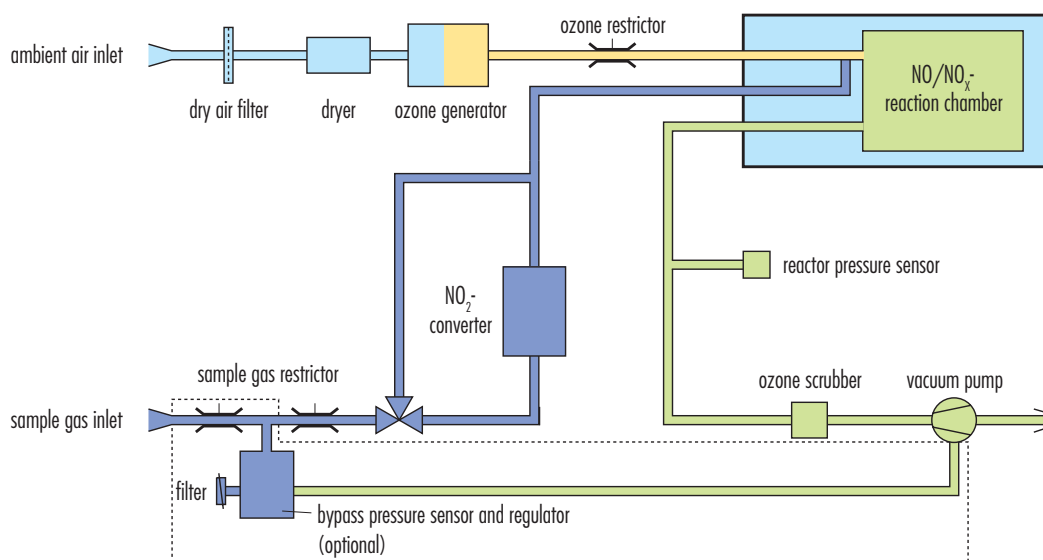 ozone restrictor
ambient air inlet
NO/NOₓ-
reaction chamber
dry air filter
dryer
ozone generator
reactor pressure sensor
NO₂-
converter
sample gas restrictor
ozone scrubber
vacuum pump
sample gas inlet
filter
bypass pressure sensor and regulator
(optional)